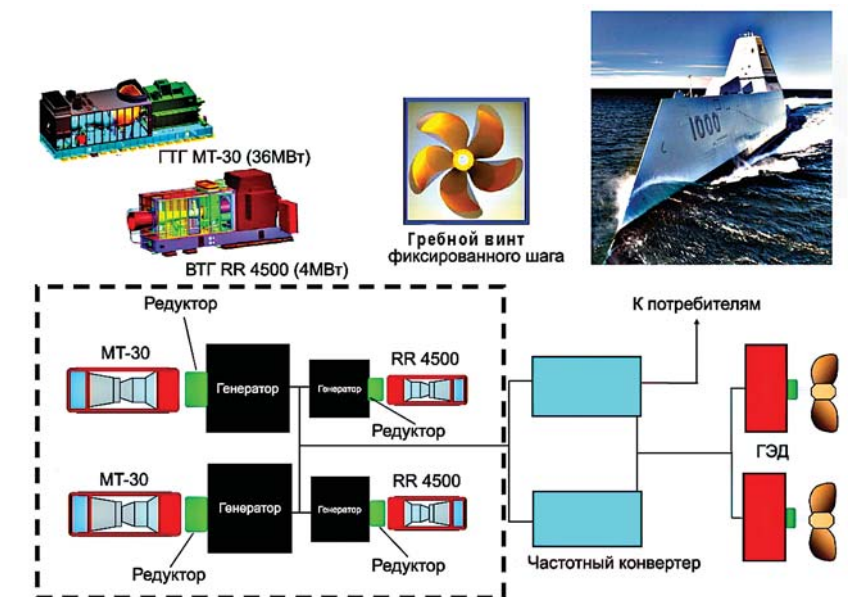 ГТГ МТ-30 (36МВт)
1000
ВТГ RR 4500 (4МВт)
Гребной винт
фиксированного шага
Редуктор
К потребителям
МТ-30
RR 4500
Генератор
Генератор
Редуктор
ГЭД
МТ-30
RR 4500
Генератор
Генератор
Редуктор
Редуктор
Частотный конвертер